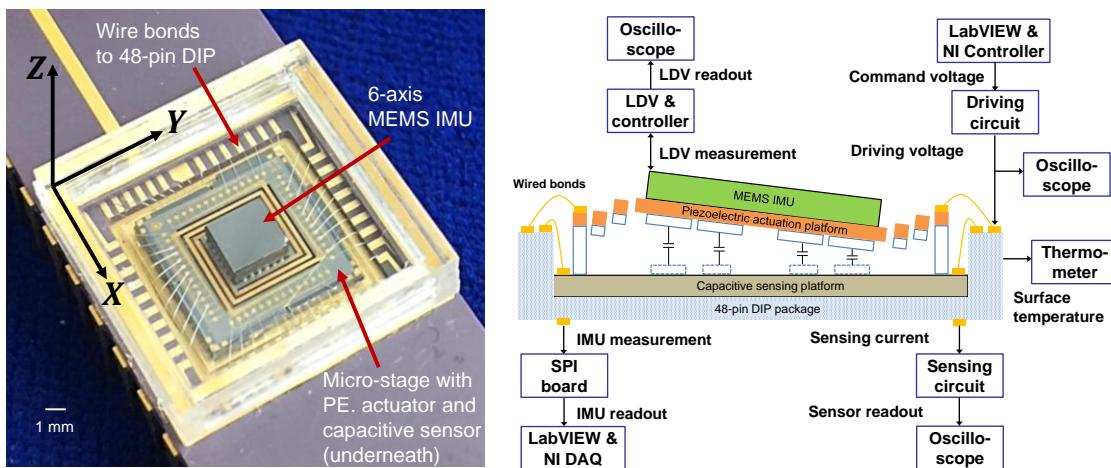 Wire bonds
to 48-pin DIP
6-axis
MEMS IMU
Z
Y
X
1 mm
Micro-stage with
PE. actuator and
capacitive sensor
(underneath)
Oscillo-
scope
LDV readout
LDV &
controller
LDV measurement
LabVIEW &
NI Controller
Command voltage
Driving
circuit
Driving voltage
Oscillo-
scope
Wired bonds
MEMS IMU
Piezoelectric actuation platform
Capacitive sensing platform
48-pin DIP package
Thermo-
meter
Surface
temperature
IMU measurement
SPI
board
IMU readout
LabVIEW &
NI DAQ
Sensing current
Sensing
circuit
Sensor readout
Oscillo-
scope